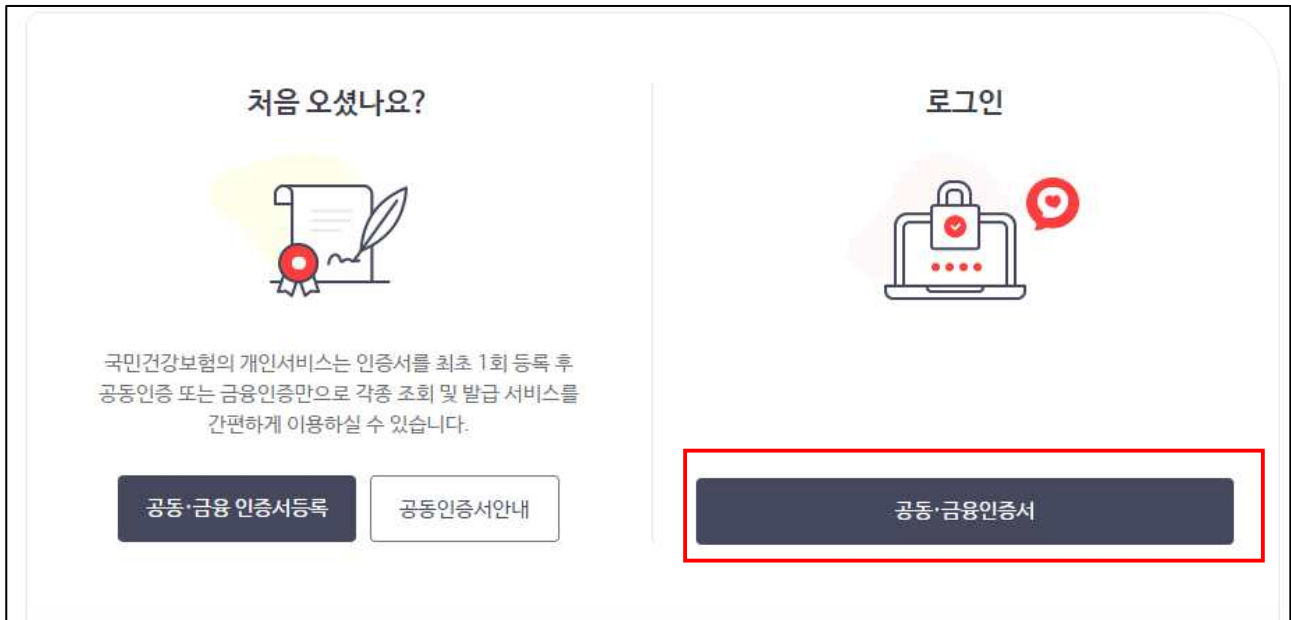 처음 오셨나요?
국민건강보험의 개인서비스는 인증서를 최초 1회 등록 후
공동인증 또는 금융인증만으로 각종 조회 및 발급 서비스를
간편하게 이용하실 수 있습니다.
공동·금융 인증서등록
공동인증서안내
로그인
공동·금융인증서